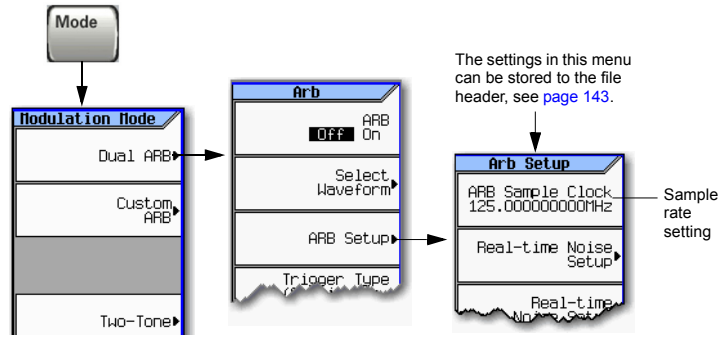 Mode
The settings in this menu
can be stored to the file
header, see page 143.
Modulation Mode
Dual ARB
Custom
ARB
Two-Tone
Arb
ARB
Off On
Select
Waveform
ARB Setup
Trigger Type
Arb Setup
ARB Sample Clock
125.000000000MHz
Real-time Noise
Setup
Real-time
Sample
rate
setting